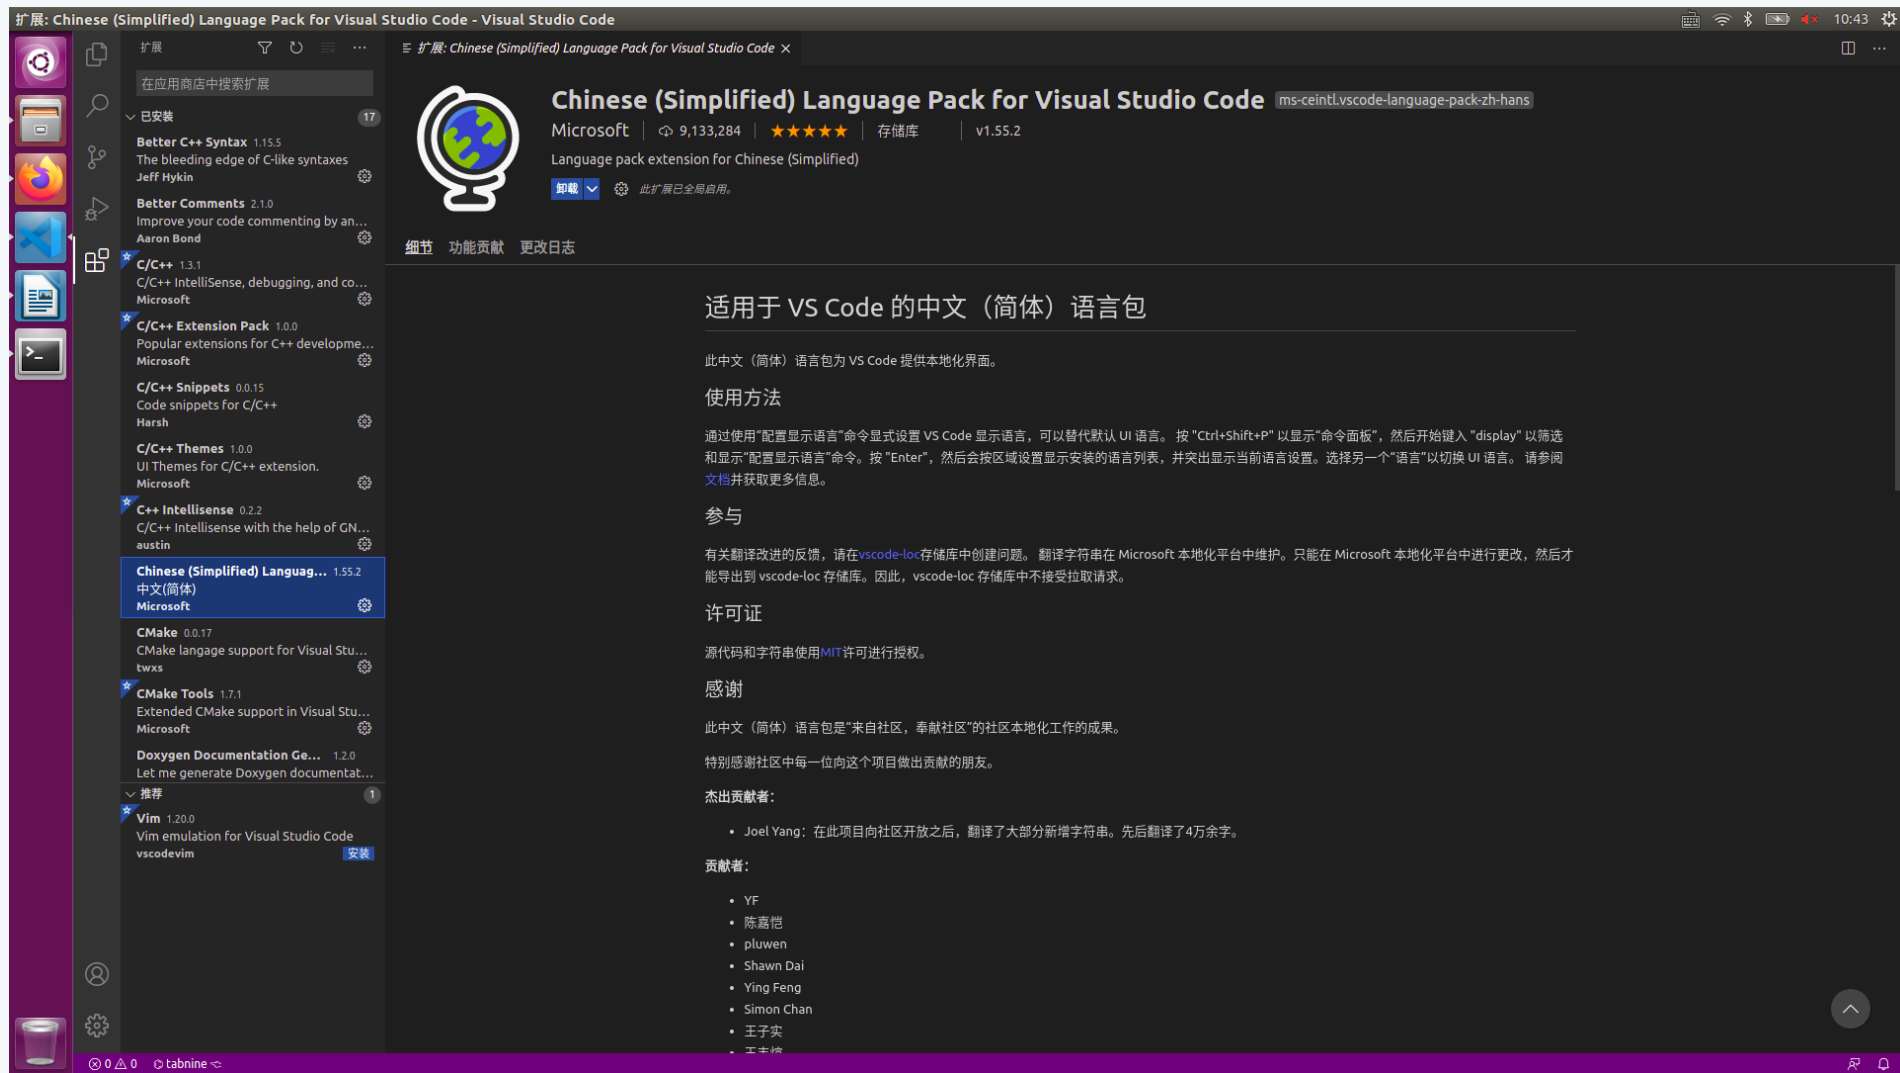 扩展: Chinese (Simplified) Language Pack for Visual Studio Code - Visual Studio Code
10:43
扩展
在应用商店中搜索扩展
已安装
17
Better C++ Syntax 1.15.5
The bleeding edge of C-like syntaxes
Jeff Hykin
Better Comments 2.1.0
Improve your code commenting by an...
Aaron Bond
C/C++ 1.3.1
C/C++ IntelliSense, debugging, and co...
Microsoft
C/C++ Extension Pack 1.0.0
Popular extensions for C++ developme...
Microsoft
C/C++ Snippets 0.0.15
Code snippets for C/C++
Harsh
C/C++ Themes 1.0.0
UI Themes for C/C++ extension.
Microsoft
C++ Intellisense 0.2.2
C/C++ Intellisense with the help of GN...
austin
Chinese (Simplified) Languag... 1.55.2
中文(简体)
Microsoft
CMake 0.0.17
CMake langage support for Visual Stu...
twxs
CMake Tools 1.7.1
Extended CMake support in Visual Stu...
Microsoft
Doxygen Documentation Ge... 1.2.0
Let me generate Doxygen documentat...
推荐
1
Vim 1.20.0
Vim emulation for Visual Studio Code
vscodevim
安装
扩展: Chinese (Simplified) Language Pack for Visual Studio Code
Chinese (Simplified) Language Pack for Visual Studio Code ms-ceintl.vscode-language-pack-zh-hans
Microsoft 9,133,284 ★★★★★ 存储库 v1.55.2
Language pack extension for Chinese (Simplified)
卸载 此扩展已全局启用。
细节 功能贡献 更改日志
适用于 VS Code 的中文（简体）语言包
此中文（简体）语言包为 VS Code 提供本地化界面。
使用方法
通过使用“配置显示语言”命令显式设置 VS Code 显示语言，可以替代默认 UI 语言。 按 "Ctrl+Shift+P" 以显示“命令面板”，然后开始键入 "display" 以筛选
和显示“配置显示语言”命令。按 "Enter"，然后会按区域设置显示安装的语言列表，并突出显示当前语言设置。选择另一个“语言”以切换 UI 语言。 请参阅
文档并获取更多信息。
参与
有关翻译改进的反馈，请在vscode-loc存储库中创建问题。 翻译字符串在 Microsoft 本地化平台中维护。只能在 Microsoft 本地化平台中进行更改，然后才
能导出到 vscode-loc 存储库。因此，vscode-loc 存储库中不接受拉取请求。
许可证
源代码和字符串使用MIT许可进行授权。
感谢
此中文（简体）语言包是“来自社区，奉献社区”的社区本地化工作的成果。
特别感谢社区中每一位向这个项目做出贡献的朋友。
杰出贡献者：
• Joel Yang：在此项目向社区开放之后，翻译了大部分新增字符串。先后翻译了4万余字。
贡献者：
• YF
• 陈嘉恺
• pluwen
• Shawn Dai
• Ying Feng
• Simon Chan
• 王子实
0 0 tabnine